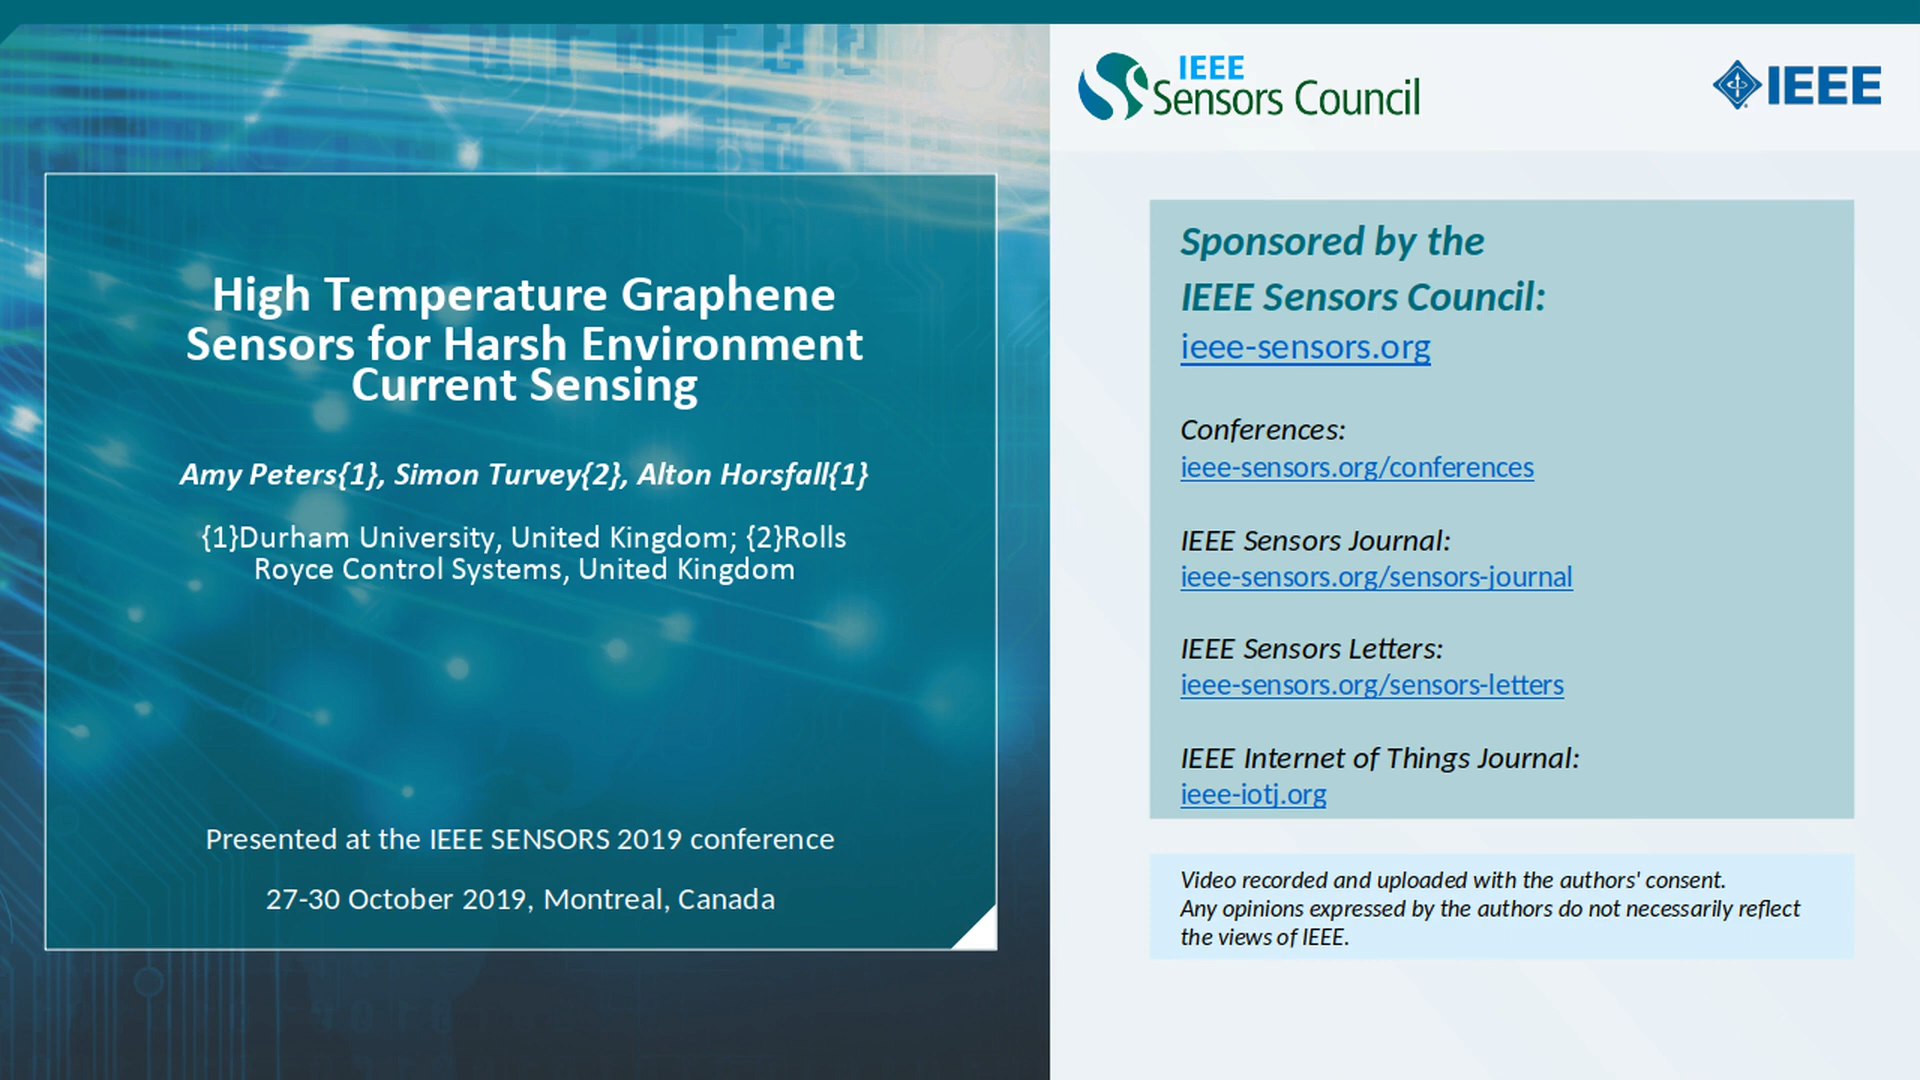 High Temperature Graphene
Sensors for Harsh Environment
Current Sensing
Amy Peters{1}, Simon Turvey{2}, Alton Horsfall{1}
{1}Durham University, United Kingdom; {2}Rolls
Royce Control Systems, United Kingdom
Presented at the IEEE SENSORS 2019 conference
27-30 October 2019, Montreal, Canada
IEEE
Sensors Council
IEEE
Sponsored by the
IEEE Sensors Council:
ieee-sensors.org
Conferences:
ieee-sensors.org/conferences
IEEE Sensors Journal:
ieee-sensors.org/sensors-journal
IEEE Sensors Letters:
ieee-sensors.org/sensors-letters
IEEE Internet of Things Journal:
ieee-iotj.org
Video recorded and uploaded with the authors' consent.
Any opinions expressed by the authors do not necessarily reflect
the views of IEEE.